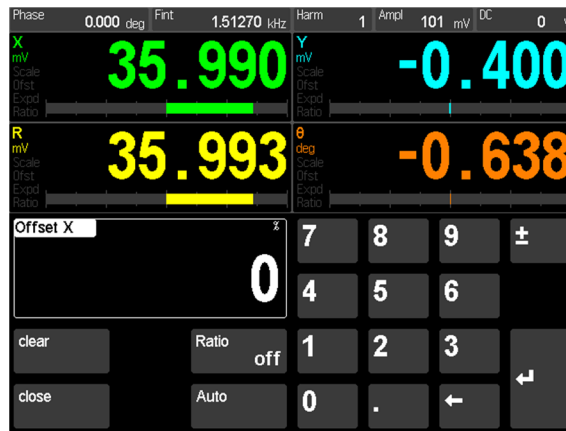 Phase 0.000 deg Fint 1.51270 kHz Harm 1 Ampl 101 mV DC 0
X
mV
Scale
Ofst
Expd
Ratio
35.990
Y
mV
Scale
Ofst
Expd
Ratio
-0.400
R
mV
Scale
Ofst
Expd
Ratio
35.993
θ
deg
Scale
Ofst
Expd
Ratio
-0.638
Offset X %
0
7 8 9 ±
4 5 6
clear Ratio off 1 2 3
close Auto 0 . ← ↵